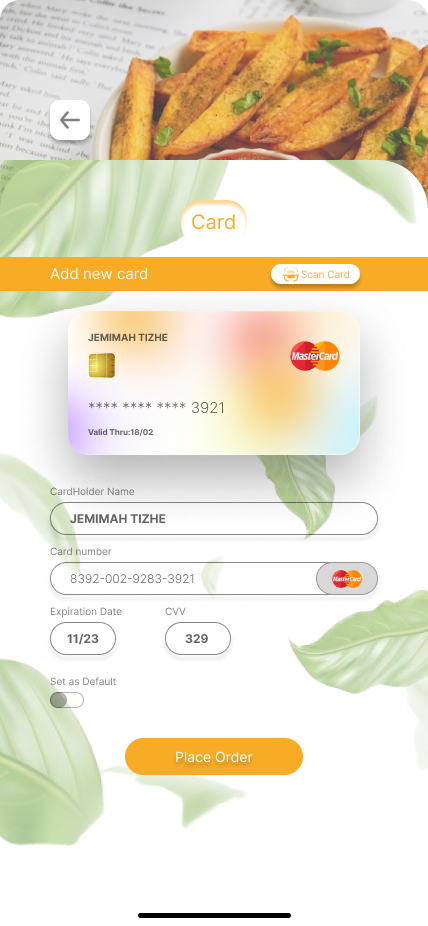 Card
Add new card
Scan Card
JEMIMAH TIZHE
MasterCard
**** **** **** 3921
Valid Thru:18/02
CardHolder Name
JEMIMAH TIZHE
Card number
8392-002-9283-3921
MasterCard
Expiration Date CVV
11/23 329
Set as Default
Place Order